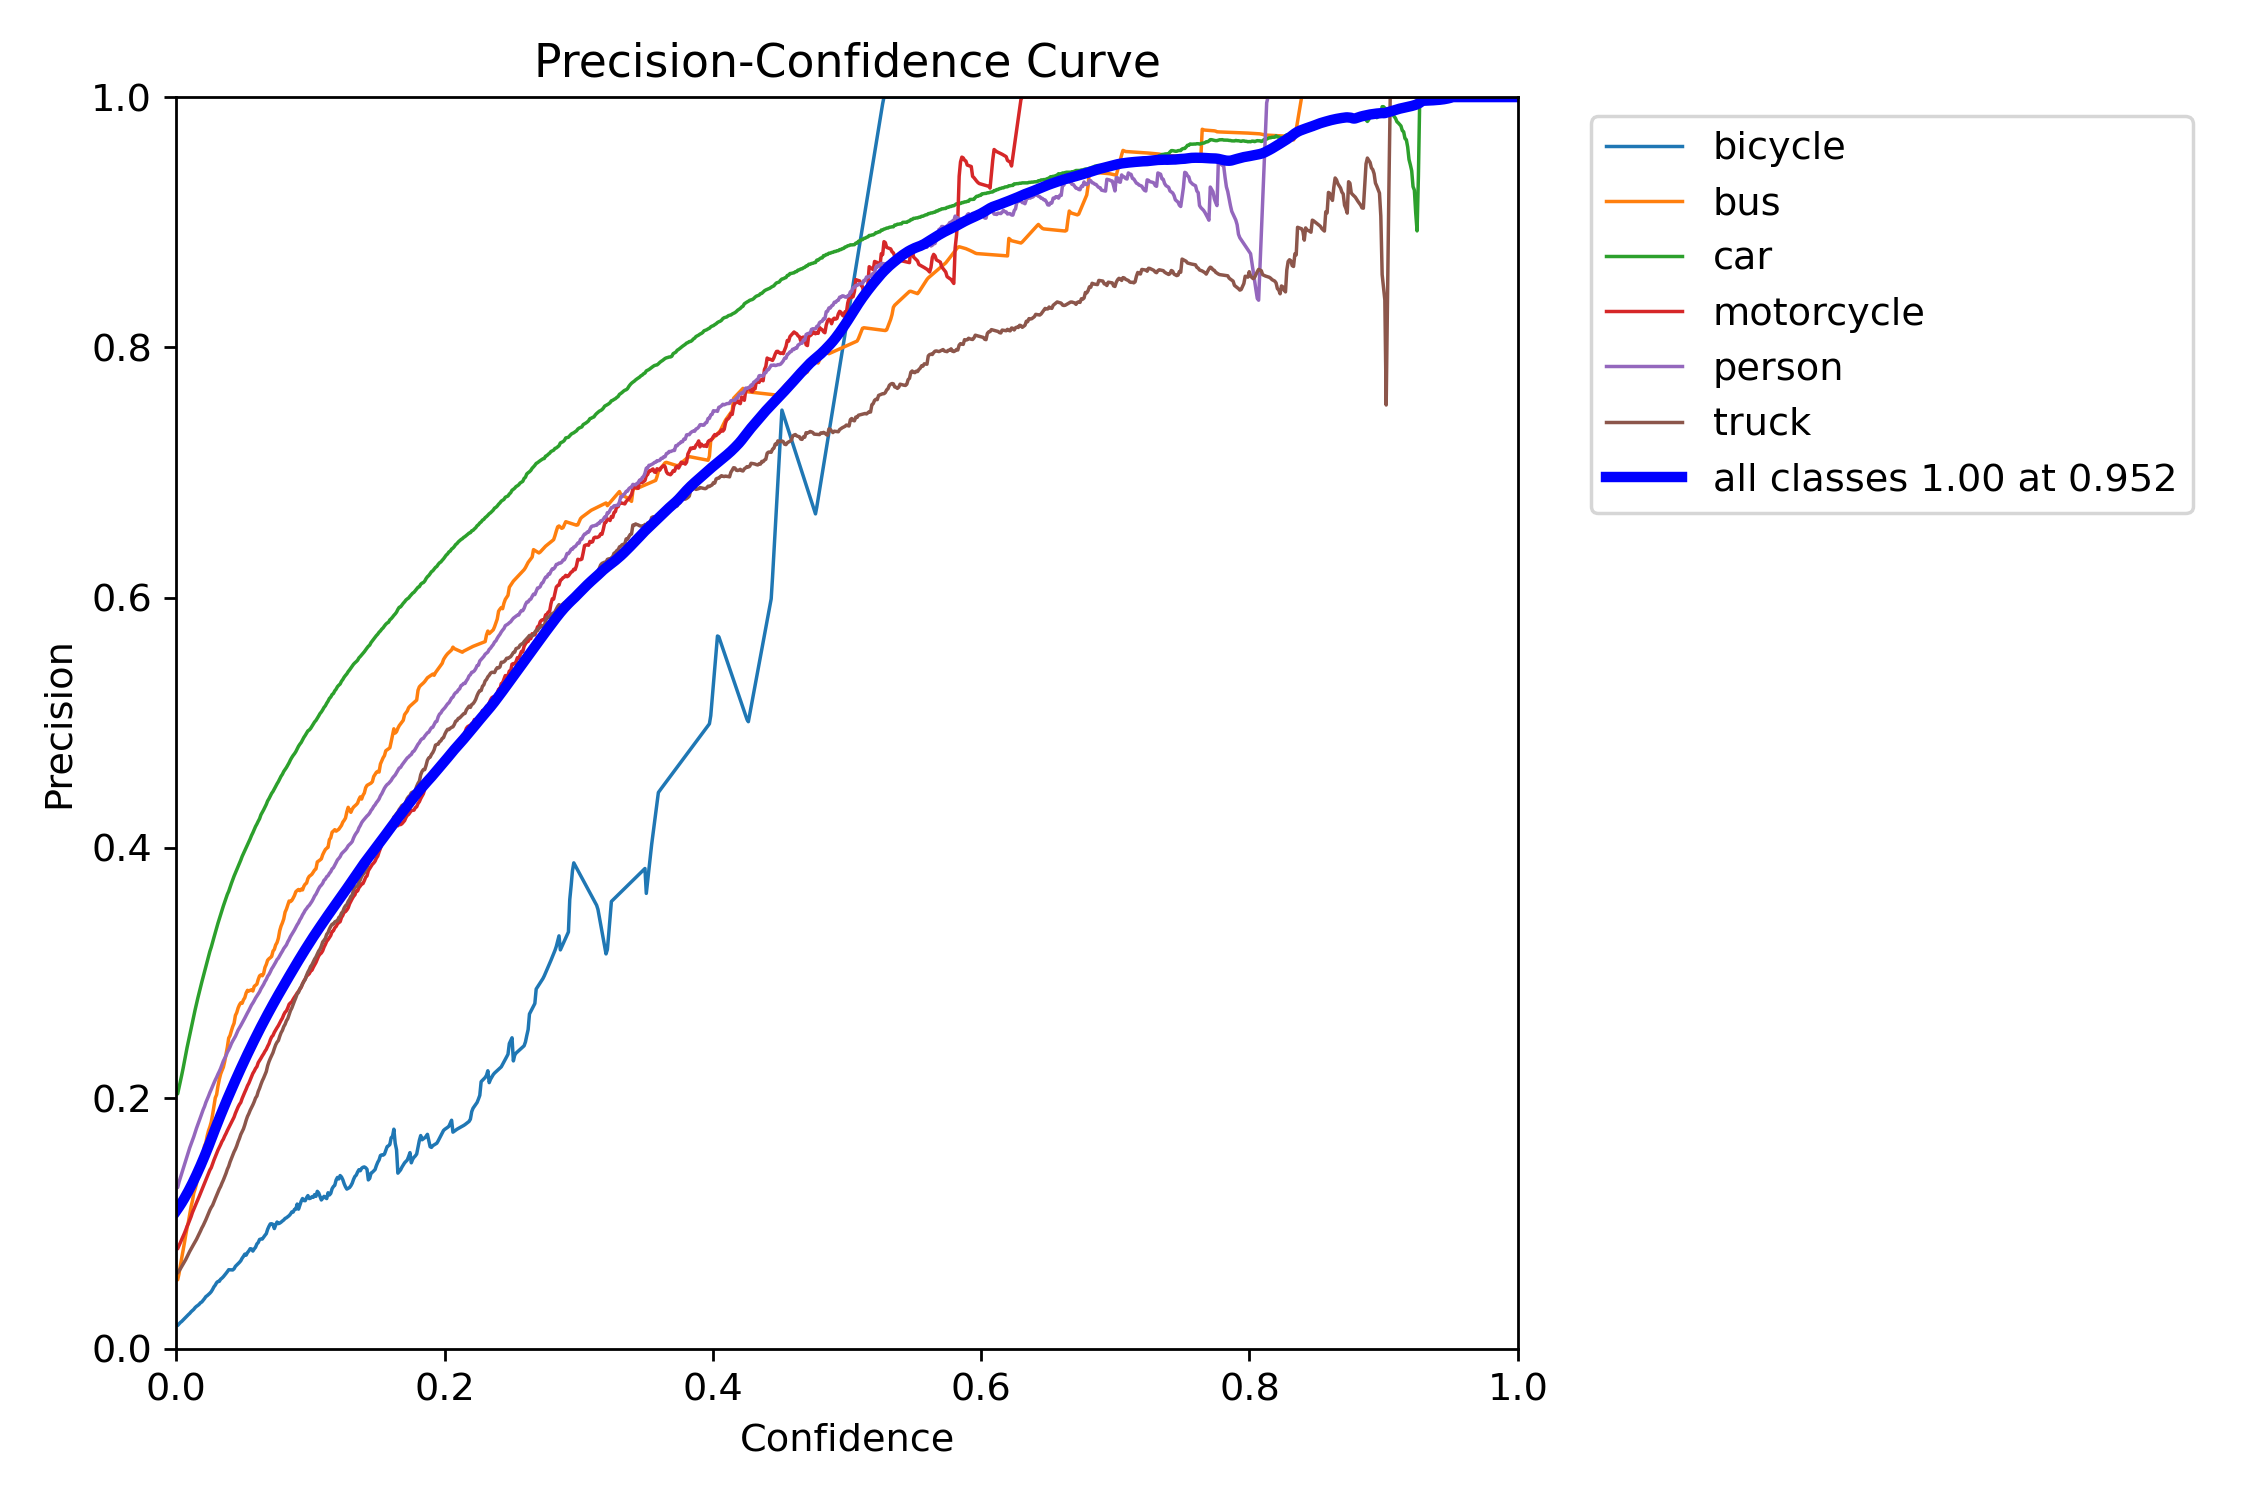 Precision-Confidence Curve
1.0
0.8
0.6
0.4
0.2
0.0
Precision
0.0 0.2 0.4 0.6 0.8 1.0
Confidence
bicycle
bus
car
motorcycle
person
truck
all classes 1.00 at 0.952